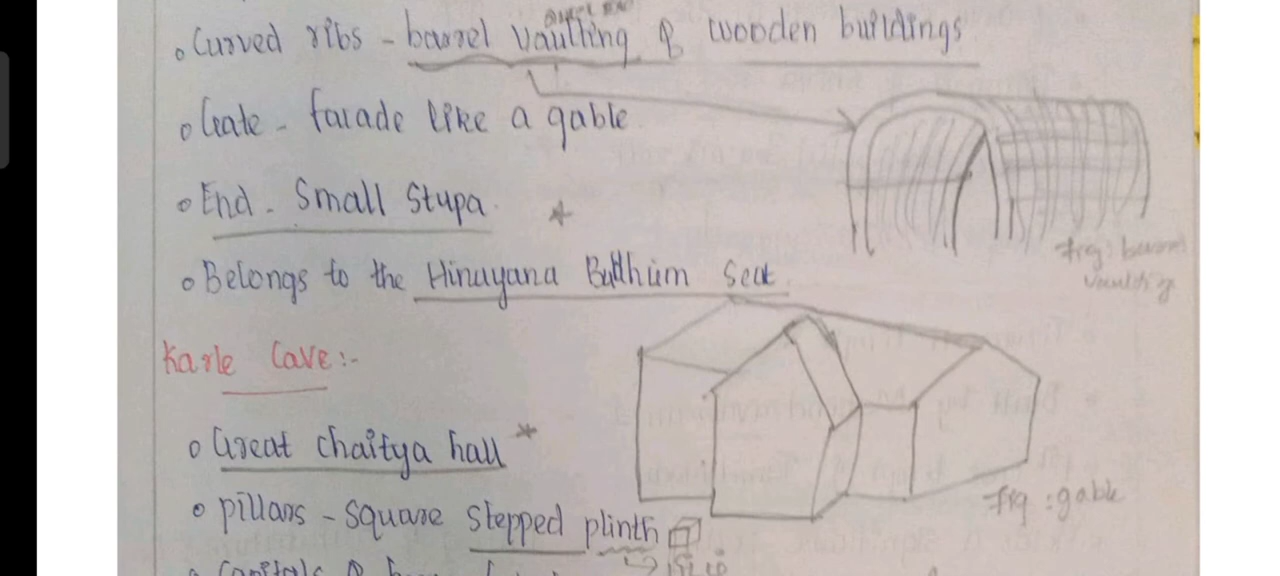 Curved ribs - barrel vaulting & wooden buildings
Gate - facade like a gable
End - Small Stupa
Belongs to the Hinayana Budhism Sect
fig: barrel vaulting
Karle Cave:-
Great chaitya hall
fig: gable
pillars - square stepped plinth